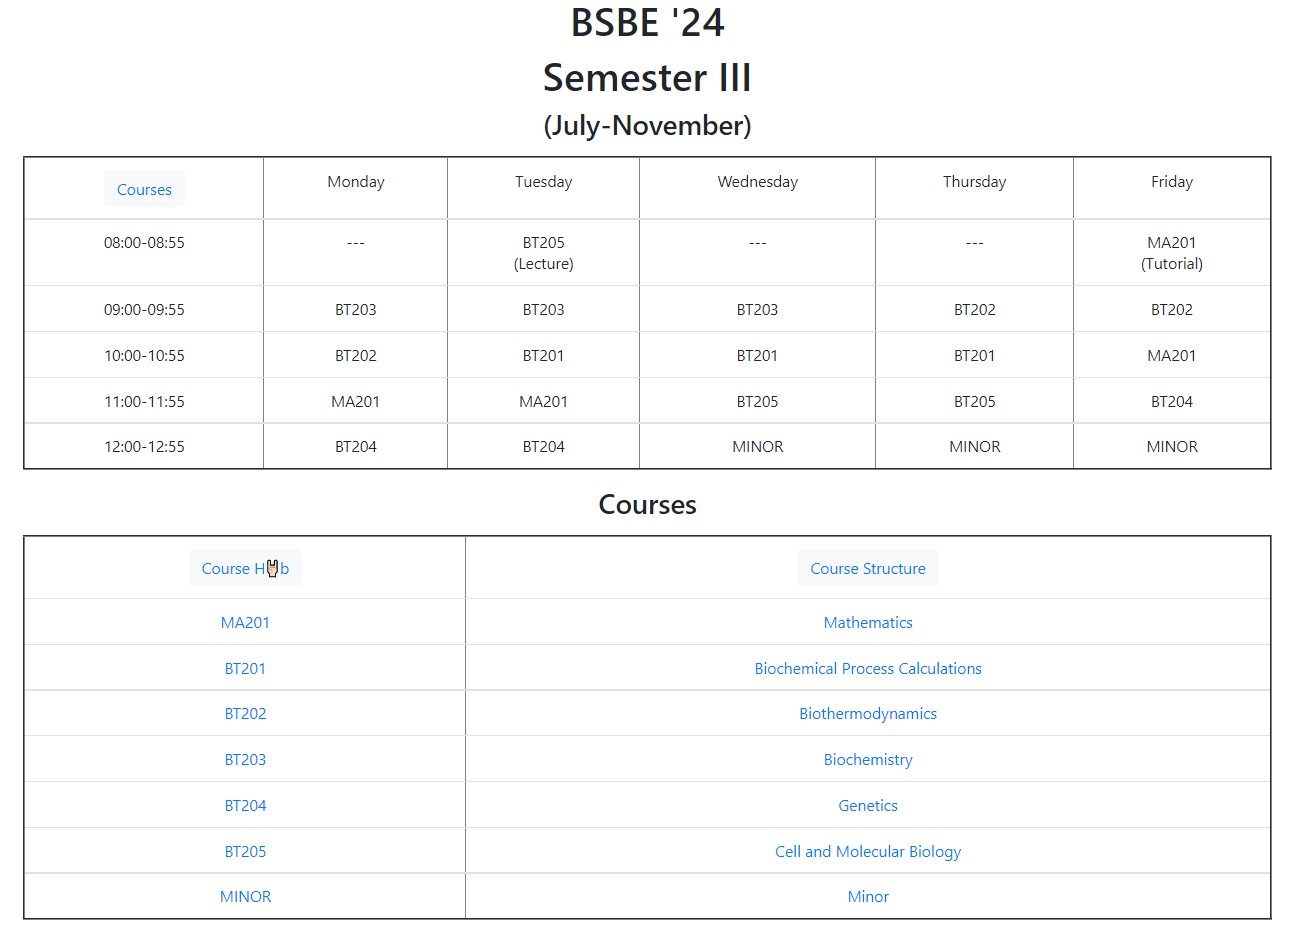 BSBE '24
Semester III
(July-November)
Courses Monday Tuesday Wednesday Thursday Friday
08:00-08:55 --- BT205 --- --- MA201
(Lecture) (Tutorial)
09:00-09:55 BT203 BT203 BT203 BT202 BT202
10:00-10:55 BT202 BT201 BT201 BT201 MA201
11:00-11:55 MA201 MA201 BT205 BT205 BT204
12:00-12:55 BT204 BT204 MINOR MINOR MINOR
Courses
Course H🤘b Course Structure
MA201 Mathematics
BT201 Biochemical Process Calculations
BT202 Biothermodynamics
BT203 Biochemistry
BT204 Genetics
BT205 Cell and Molecular Biology
MINOR Minor